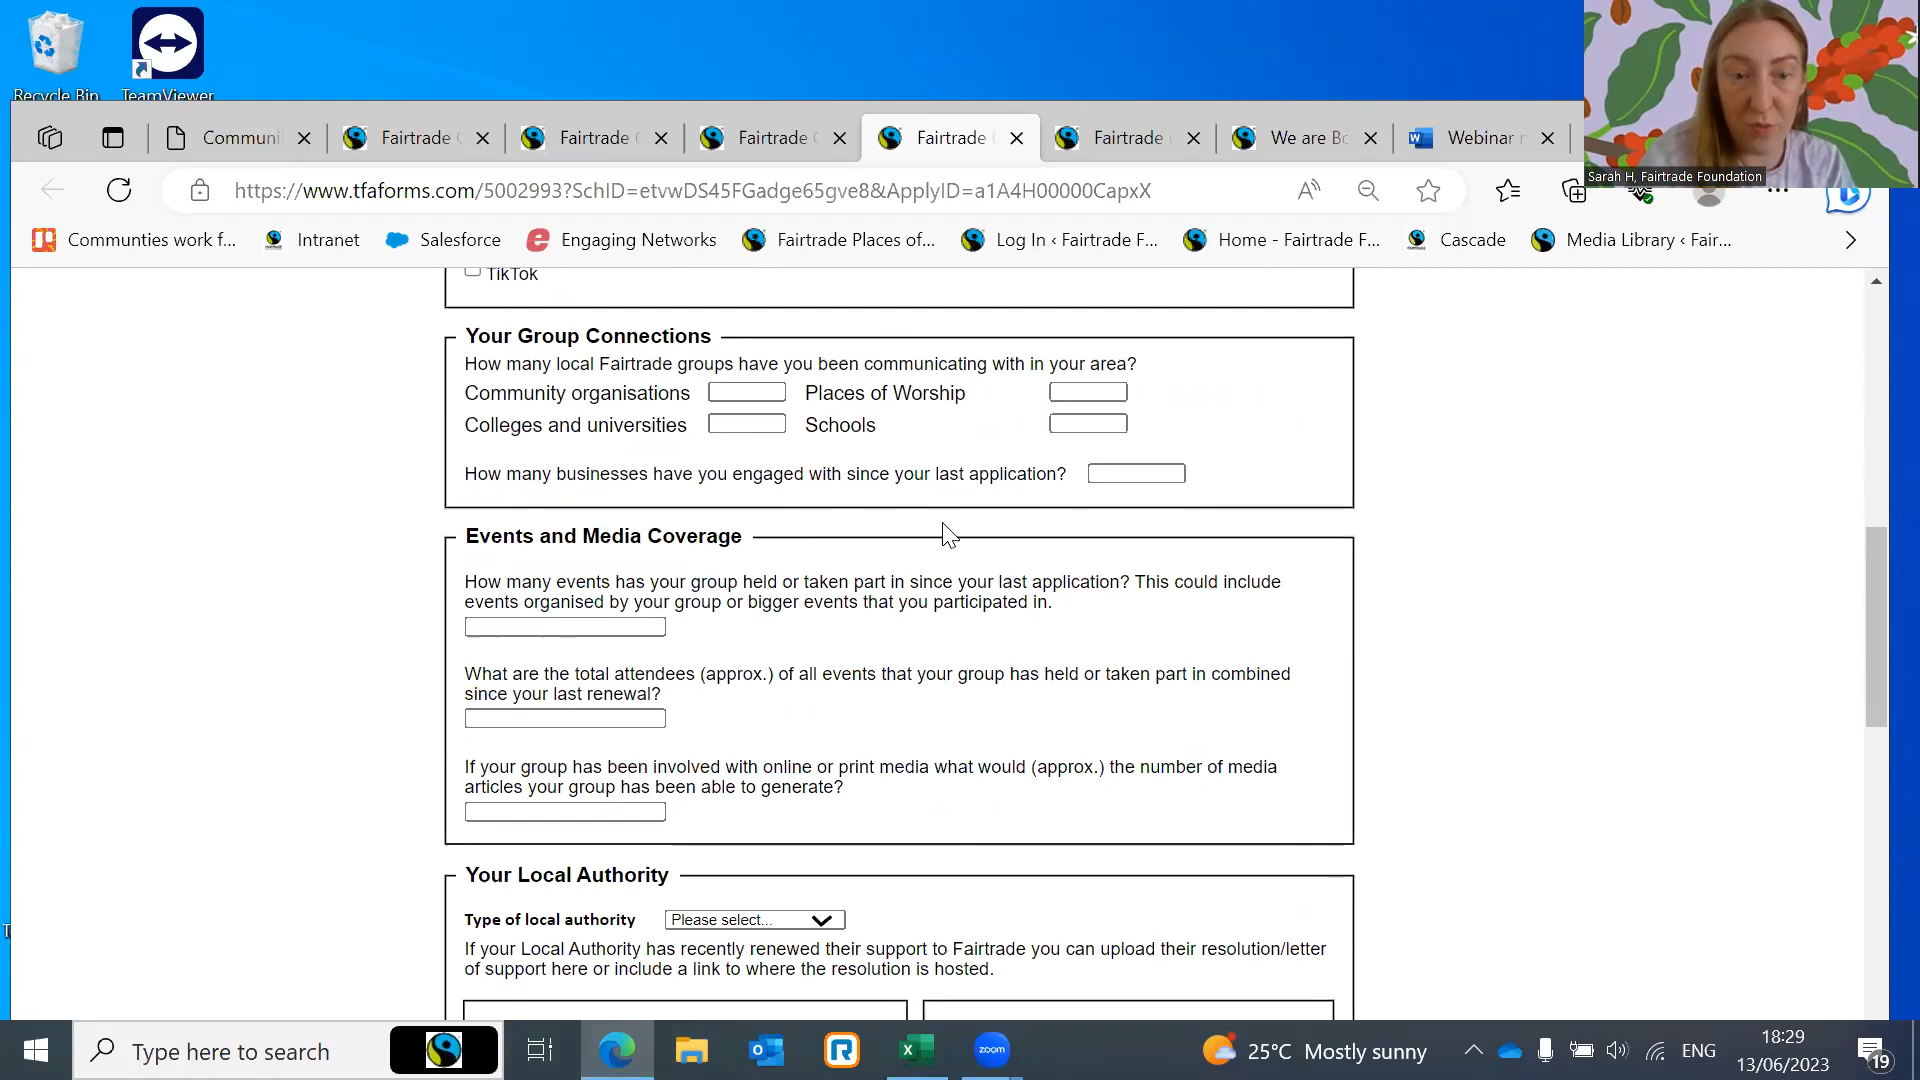 Recycle Bin
TeamViewer
Sarah H, Fairtrade Foundation
Communi
Fairtrade
Fairtrade
Fairtrade
Fairtrade
Fairtrade
We are Bo
Webinar r
https://www.tfaforms.com/5002993?SchID=etvwDS45FGadge65gve8&ApplyID=a1A4H00000CapxX
Communties work f...
Intranet
Salesforce
Engaging Networks
Fairtrade Places of...
Log In ‹ Fairtrade F...
Home - Fairtrade F...
Cascade
Media Library ‹ Fair...
TikTok
Your Group Connections
How many local Fairtrade groups have you been communicating with in your area?
Community organisations
Places of Worship
Colleges and universities
Schools
How many businesses have you engaged with since your last application?
Events and Media Coverage
How many events has your group held or taken part in since your last application? This could include
events organised by your group or bigger events that you participated in.
What are the total attendees (approx.) of all events that your group has held or taken part in combined
since your last renewal?
If your group has been involved with online or print media what would (approx.) the number of media
articles your group has been able to generate?
Your Local Authority
Type of local authority
Please select...
If your Local Authority has recently renewed their support to Fairtrade you can upload their resolution/letter
of support here or include a link to where the resolution is hosted.
Type here to search
zoom
25°C Mostly sunny
ENG
18:29
13/06/2023
19